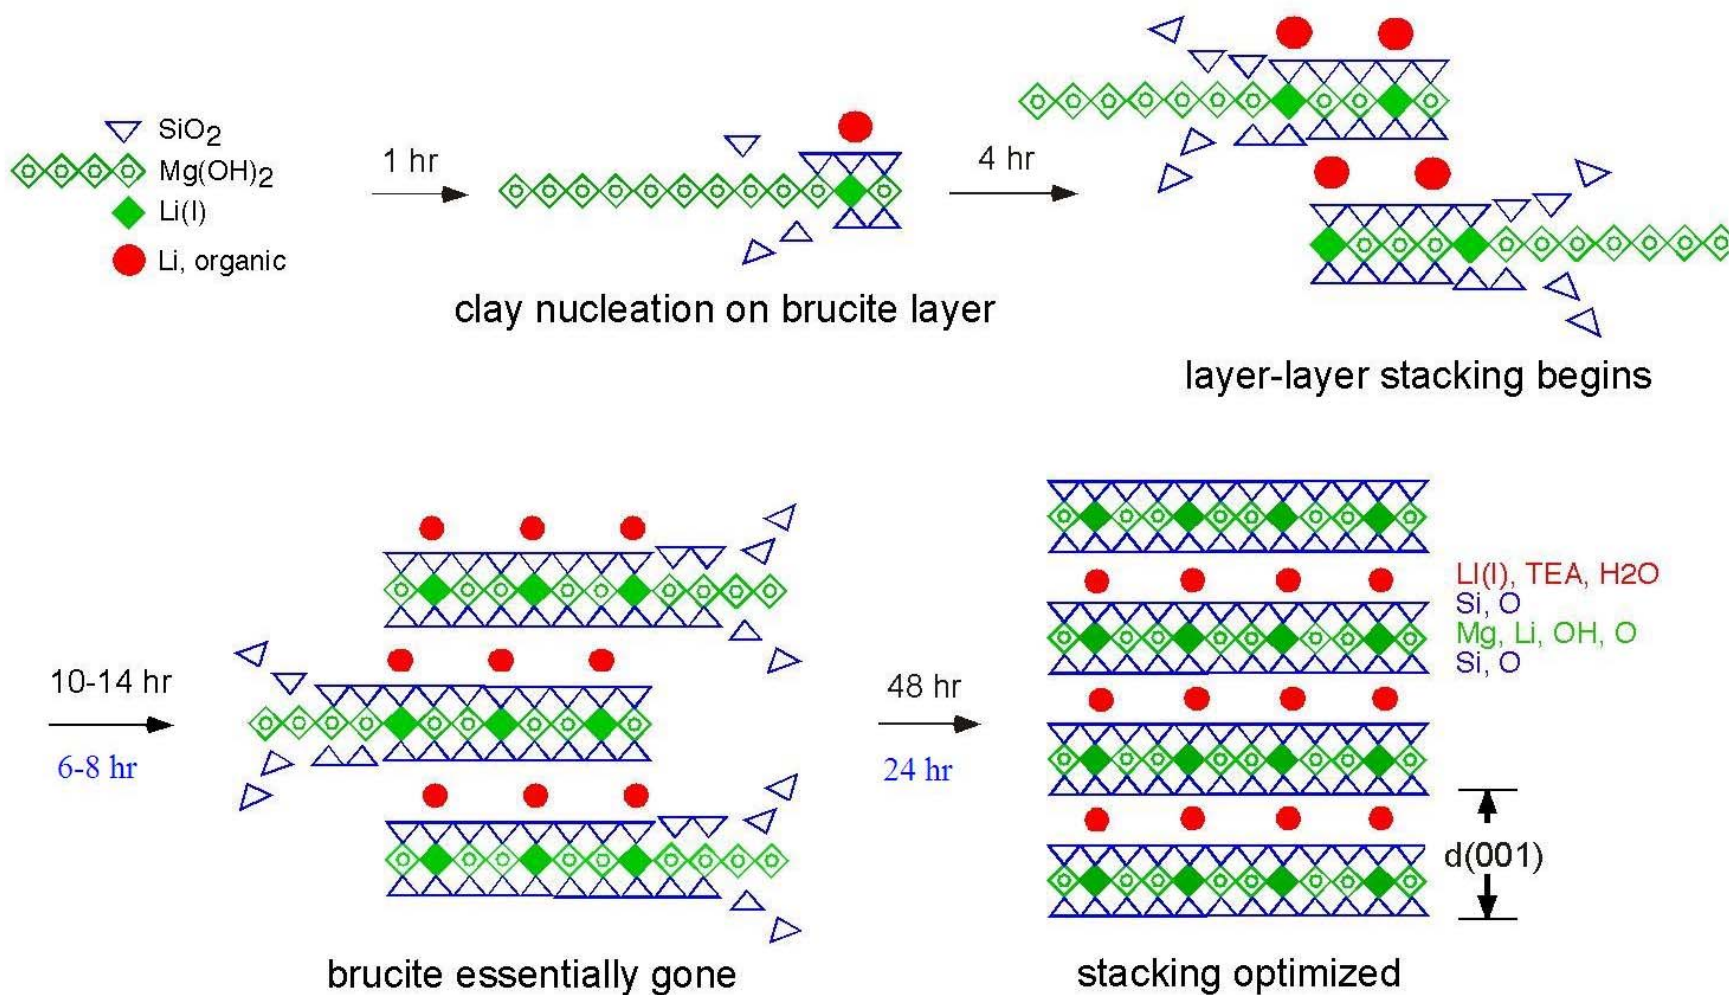 SiO2
Mg(OH)2
Li(I)
Li, organic
1 hr
clay nucleation on brucite layer
4 hr
layer-layer stacking begins
10-14 hr
6-8 hr
brucite essentially gone
48 hr
24 hr
LI(I), TEA, H2O
Si, O
Mg, Li, OH, O
Si, O
d(001)
stacking optimized